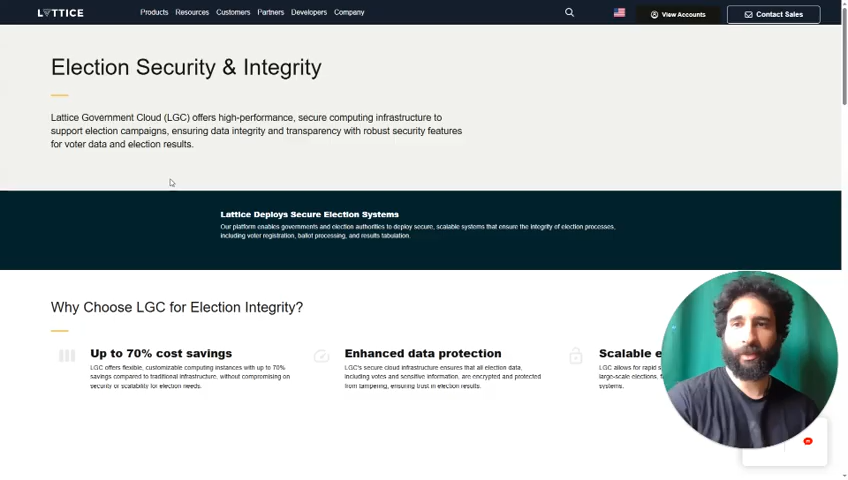 LATTICE Products Resources Customers Partners Developers Company View Accounts Contact Sales
Election Security & Integrity
Lattice Government Cloud (LGC) offers high-performance, secure computing infrastructure to
support election campaigns, ensuring data integrity and transparency with robust security features
for voter data and election results.
Lattice Deploys Secure Election Systems
Our platform enables governments and election authorities to deploy secure, scalable systems that ensure the integrity of election processes,
including voter registration, ballot processing, and results tabulation.
Why Choose LGC for Election Integrity?
Up to 70% cost savings
LGC offers flexible, customizable computing instances with up to 70%
savings compared to traditional infrastructure, without compromising on
security or scalability for election needs.
Enhanced data protection
LGC's secure cloud infrastructure ensures that all election data,
including votes and sensitive information, are encrypted and protected
from tampering, ensuring trust in election results.
Scalable e
LGC allows for rapid s
large-scale elections, f
systems.